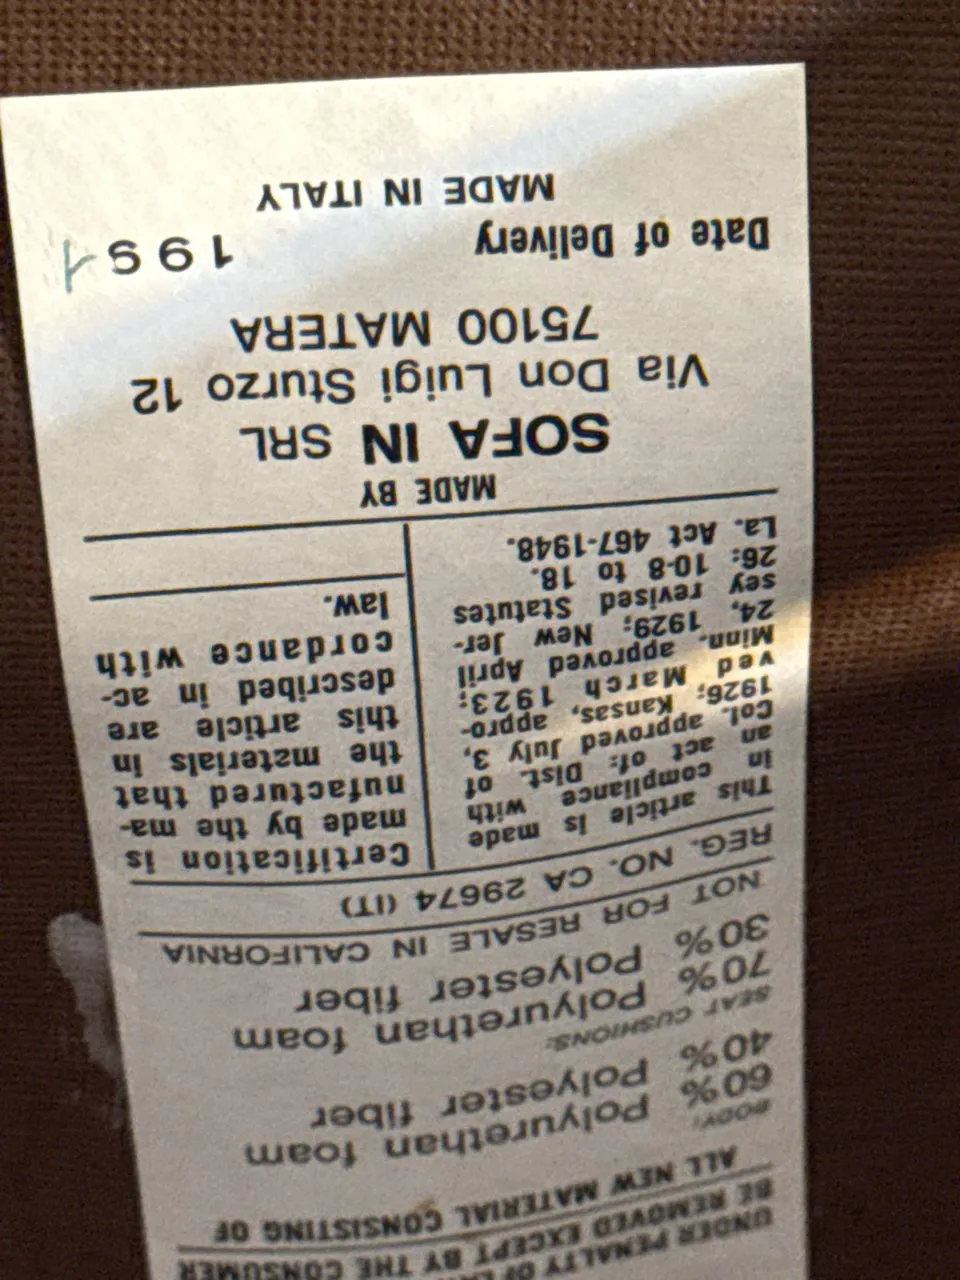 UNDER PENALTY OF
BE REMOVED EXCEPT BY THE CONSUMER
ALL NEW MATERIAL CONSISTING OF
BODY:
60% Polyurethan foam
40% Polyester fiber
SEAT CUSHIONS:
70% Polyurethan foam
30% Polyester fiber
NOT FOR RESALE IN CALIFORNIA
REG. NO. CA 29674 (IT)
This article is made
in compliance with
an act of: Dist. of
Col. approved July 3,
1926; Kansas, appro-
ved March 1923;
Minn. approved April
24, 1929; New Jer-
sey revised Statutes
26: 10-8 to 18.
La. Act 467-1948.
Certification is
made by the ma-
nufactured that
the mzterials in
this article are
described in ac-
cordance with
law.
MADE BY
SOFA IN SRL
Via Don Luigi Sturzo 12
75100 MATERA
Date of Delivery 1991
MADE IN ITALY